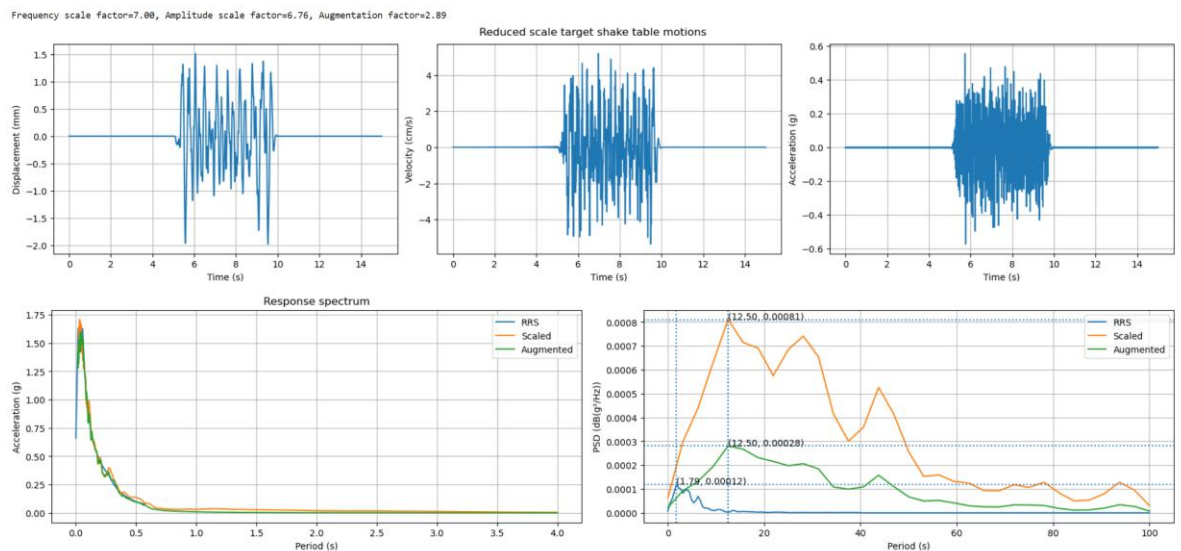 Frequency scale factor=7.00, Amplitude scale factor=6.76, Augmentation factor=2.89
Reduced scale target shake table motions
Displacement (mm)
1.5
1.0
0.5
0.0
−0.5
−1.0
−1.5
−2.0
0 2 4 6 8 10 12 14
Time (s)
Velocity (cm/s)
4
2
0
−2
−4
0 2 4 6 8 10 12 14
Time (s)
Acceleration (g)
0.6
0.4
0.2
0.0
−0.2
−0.4
−0.6
0 2 4 6 8 10 12 14
Time (s)
Response spectrum
Acceleration (g)
1.75
1.50
1.25
1.00
0.75
0.50
0.25
0.00
RRS
Scaled
Augmented
0.0 0.5 1.0 1.5 2.0 2.5 3.0 3.5 4.0
Period (s)
PSD (dB(g²/Hz))
0.0008
0.0007
0.0006
0.0005
0.0004
0.0003
0.0002
0.0001
0.0000
(12.50, 0.00081)
(12.50, 0.00028)
(1.79, 0.00012)
RRS
Scaled
Augmented
0 20 40 60 80 100
Period (s)